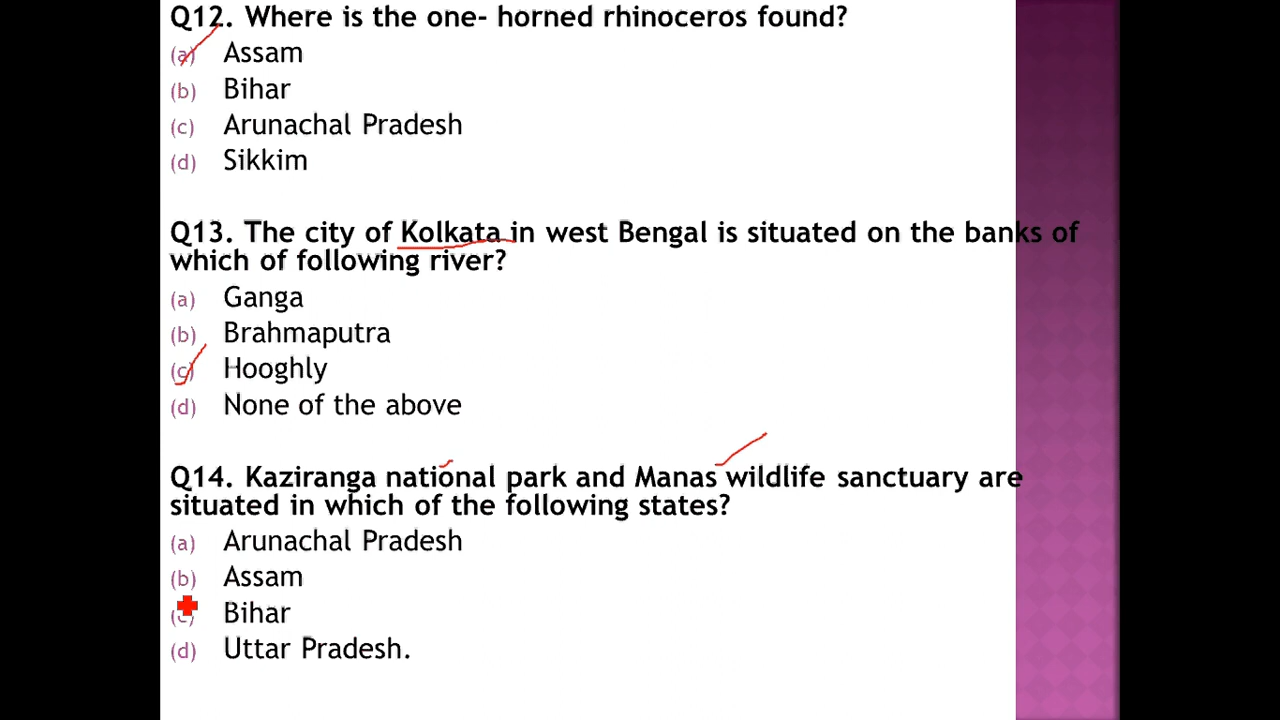 Q12. Where is the one- horned rhinoceros found?
(a) Assam
(b) Bihar
(c) Arunachal Pradesh
(d) Sikkim
Q13. The city of Kolkata in west Bengal is situated on the banks of
which of following river?
(a) Ganga
(b) Brahmaputra
(c) Hooghly
(d) None of the above
Q14. Kaziranga national park and Manas wildlife sanctuary are
situated in which of the following states?
(a) Arunachal Pradesh
(b) Assam
(c) Bihar
(d) Uttar Pradesh.